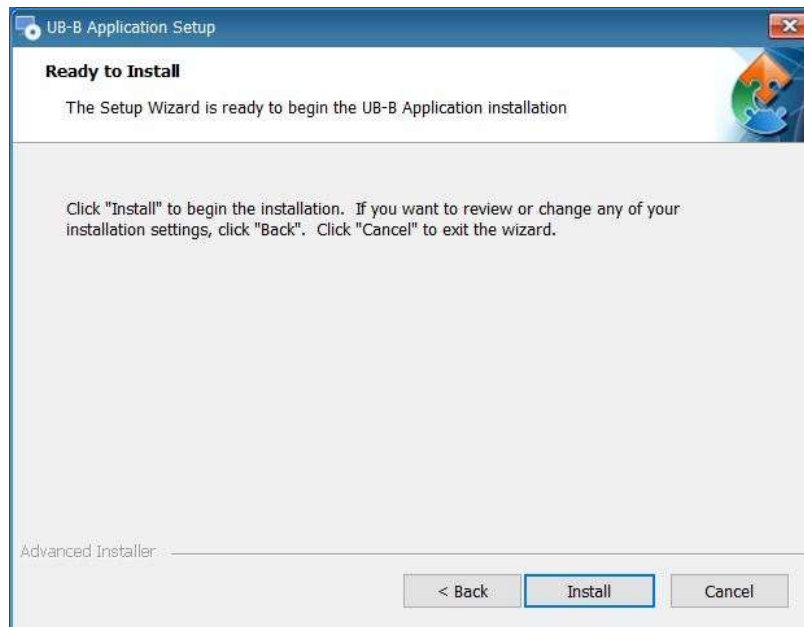 UB-B Application Setup
Ready to Install
The Setup Wizard is ready to begin the UB-B Application installation
Click "Install" to begin the installation. If you want to review or change any of your
installation settings, click "Back". Click "Cancel" to exit the wizard.
Advanced Installer
< Back Install Cancel